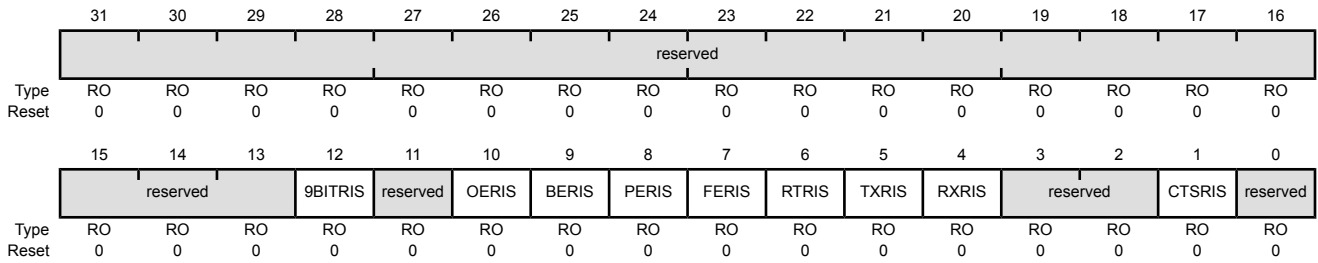 31 30 29 28 27 26 25 24 23 22 21 20 19 18 17 16
reserved
Type RO RO RO RO RO RO RO RO RO RO RO RO RO RO RO RO
Reset 0 0 0 0 0 0 0 0 0 0 0 0 0 0 0 0
15 14 13 12 11 10 9 8 7 6 5 4 3 2 1 0
reserved 9BITRIS reserved OERIS BERIS PERIS FERIS RTRIS TXRIS RXRIS reserved CTSRIS reserved
Type RO RO RO RO RO RO RO RO RO RO RO RO RO RO RO RO
Reset 0 0 0 0 0 0 0 0 0 0 0 0 0 0 0 0